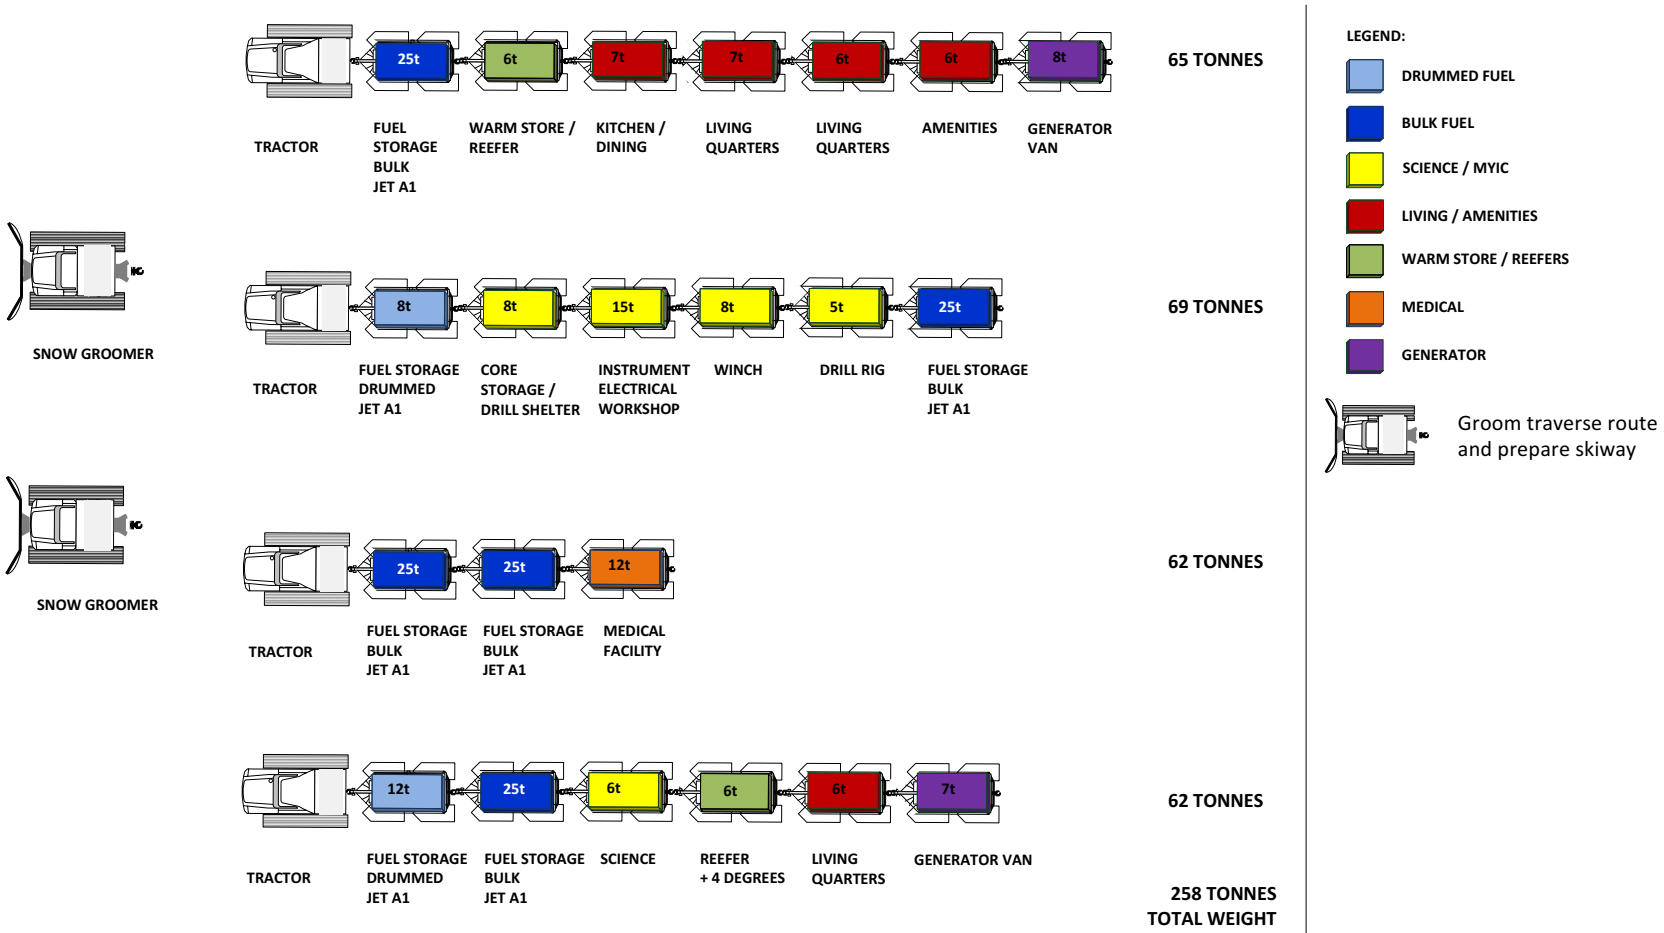 25t
6t
7t
7t
6t
6t
8t
65 TONNES
TRACTOR
FUEL
STORAGE
BULK
JET A1
WARM STORE /
REEFER
KITCHEN /
DINING
LIVING
QUARTERS
LIVING
QUARTERS
AMENITIES
GENERATOR
VAN
SNOW GROOMER
8t
8t
15t
8t
5t
25t
69 TONNES
TRACTOR
FUEL STORAGE
DRUMMED
JET A1
CORE
STORAGE /
DRILL SHELTER
INSTRUMENT
ELECTRICAL
WORKSHOP
WINCH
DRILL RIG
FUEL STORAGE
BULK
JET A1
SNOW GROOMER
25t
25t
12t
62 TONNES
TRACTOR
FUEL STORAGE
BULK
JET A1
FUEL STORAGE
BULK
JET A1
MEDICAL
FACILITY
12t
25t
6t
6t
6t
7t
62 TONNES
TRACTOR
FUEL STORAGE
DRUMMED
JET A1
FUEL STORAGE
BULK
JET A1
SCIENCE
REEFER
+ 4 DEGREES
LIVING
QUARTERS
GENERATOR VAN
258 TONNES
TOTAL WEIGHT
LEGEND:
DRUMMED FUEL
BULK FUEL
SCIENCE / MYIC
LIVING / AMENITIES
WARM STORE / REEFERS
MEDICAL
GENERATOR
Groom traverse route
and prepare skiway